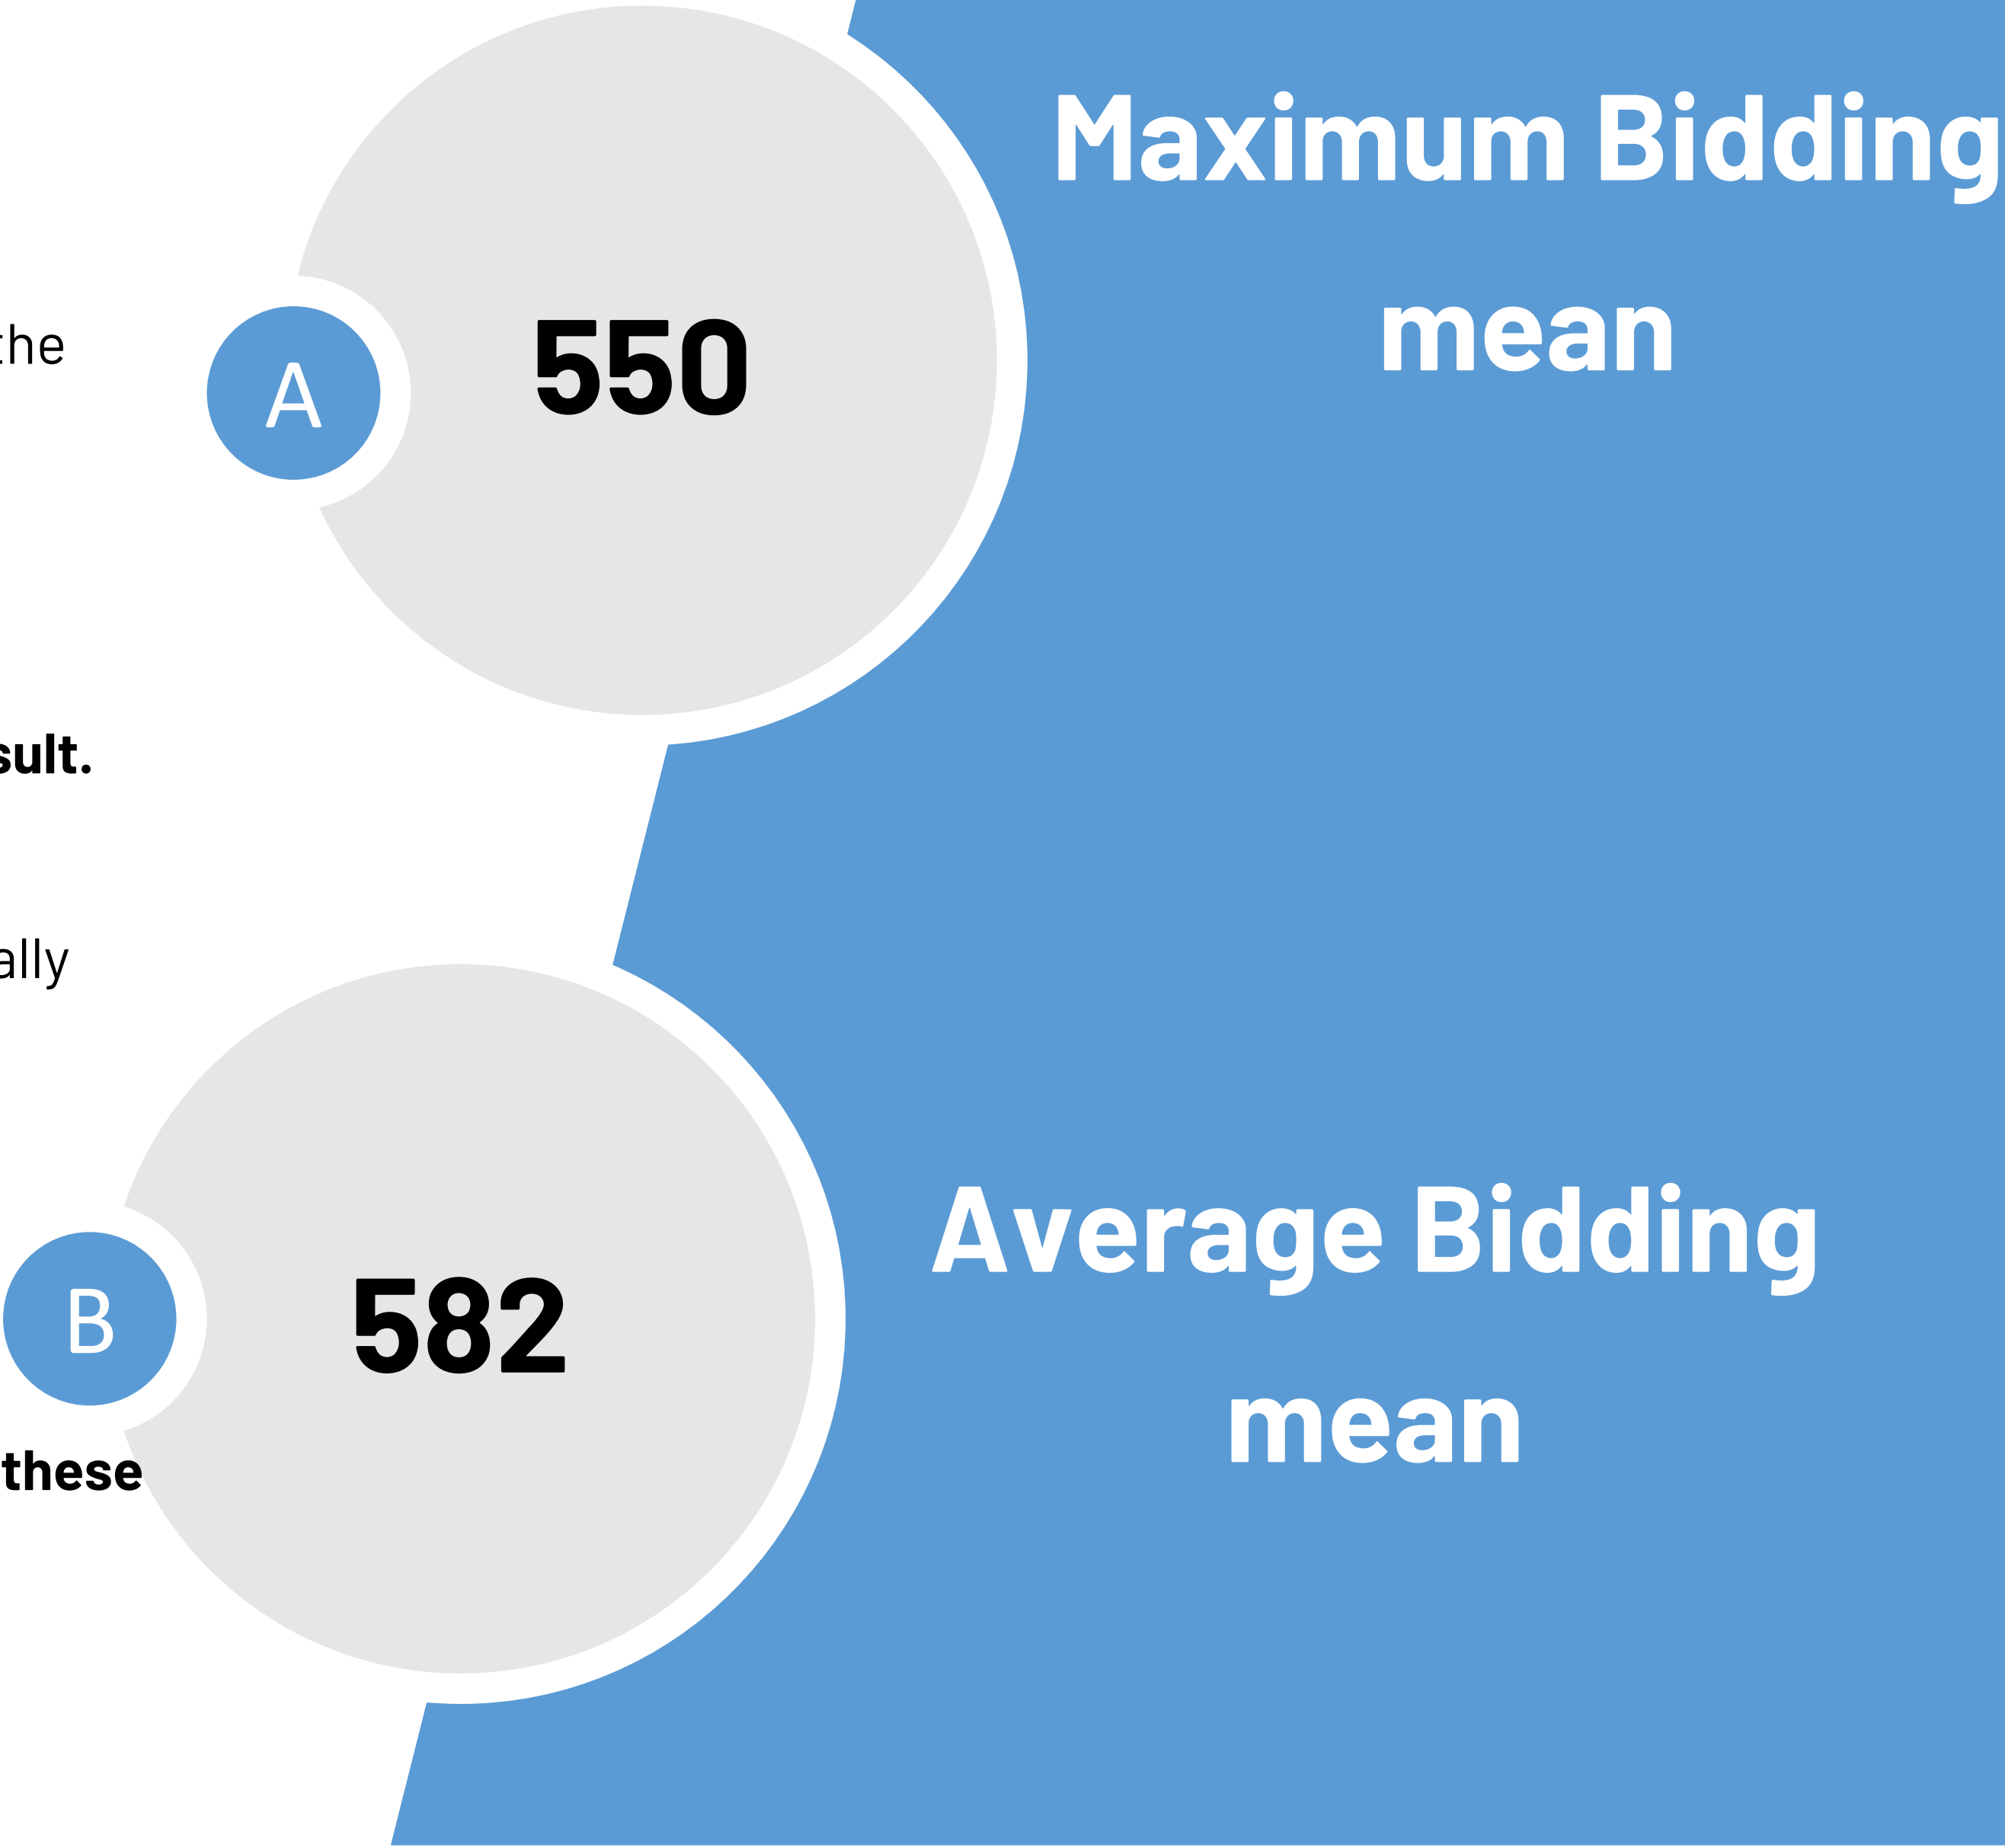 Maximum Bidding
mean
550
the
A
sult.
ally
Average Bidding
mean
582
B
these